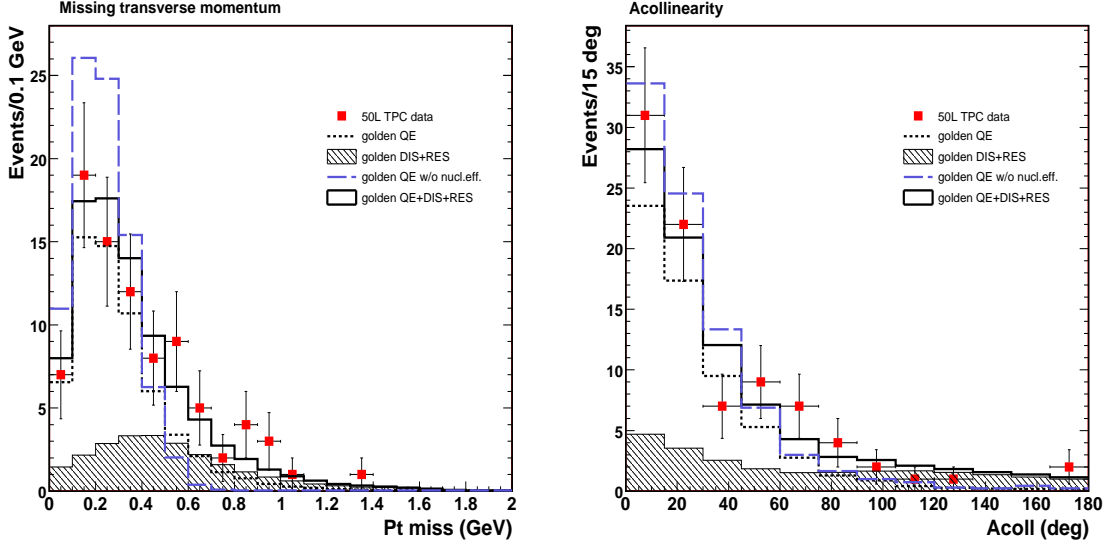 Missing transverse momentum
Events/0.1 GeV
25
20
15
10
5
0
50L TPC data
golden QE
golden DIS+RES
golden QE w/o nucl.eff.
golden QE+DIS+RES
0 0.2 0.4 0.6 0.8 1 1.2 1.4 1.6 1.8 2
Pt miss (GeV)
Acollinearity
Events/15 deg
35
30
25
20
15
10
5
0
50L TPC data
golden QE
golden DIS+RES
golden QE w/o nucl.eff.
golden QE+DIS+RES
0 20 40 60 80 100 120 140 160 180
Acoll (deg)